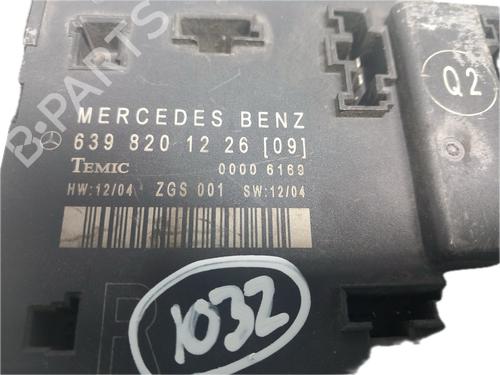 B-PARTS
Q2
MERCEDES BENZ
639 820 12 26 [09]
TEMIC 0000 6169
HW:12/04 ZGS 001 SW:12/04
R
1032